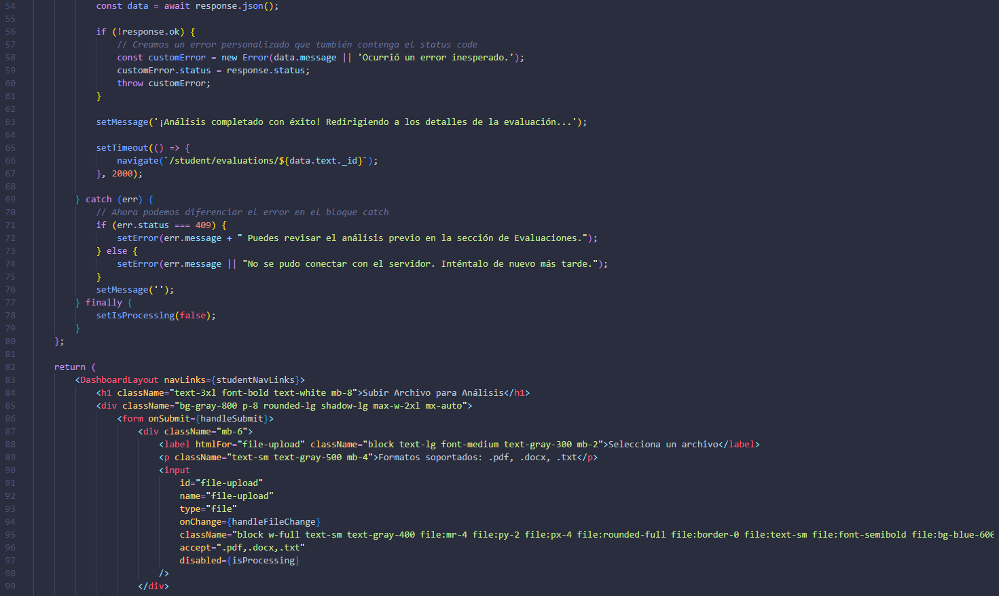 54 const data = await response.json();
55
56 if (!response.ok) {
57 // Creamos un error personalizado que también contenga el status code
58 const customError = new Error(data.message || 'Ocurrió un error inesperado.');
59 customError.status = response.status;
60 throw customError;
61 }
62
63 setMessage('¡Análisis completado con éxito! Redirigiendo a los detalles de la evaluación...');
64
65 setTimeout(() => {
66 navigate(`/student/evaluations/${data.text._id}`);
67 }, 2000);
68
69 } catch (err) {
70 // Ahora podemos diferenciar el error en el bloque catch
71 if (err.status === 409) {
72 setError(err.message + " Puedes revisar el análisis previo en la sección de Evaluaciones.");
73 } else {
74 setError(err.message || "No se pudo conectar con el servidor. Inténtalo de nuevo más tarde.");
75 }
76 setMessage('');
77 } finally {
78 setIsProcessing(false);
79 }
80 };
81
82 return (
83 <DashboardLayout navLinks={studentNavLinks}>
84 <h1 className="text-3xl font-bold text-white mb-8">Subir Archivo para Análisis</h1>
85 <div className="bg-gray-800 p-8 rounded-lg shadow-lg max-w-2xl mx-auto">
86 <form onSubmit={handleSubmit}>
87 <div className="mb-6">
88 <label htmlFor="file-upload" className="block text-lg font-medium text-gray-300 mb-2">Selecciona un archivo</label>
89 <p className="text-sm text-gray-500 mb-4">Formatos soportados: .pdf, .docx, .txt</p>
90 <input
91 id="file-upload"
92 name="file-upload"
93 type="file"
94 onChange={handleFileChange}
95 className="block w-full text-sm text-gray-400 file:mr-4 file:py-2 file:px-4 file:rounded-full file:border-0 file:text-sm file:font-semibold file:bg-blue-600
96 accept=".pdf,.docx,.txt"
97 disabled={isProcessing}
98 />
99 </div>